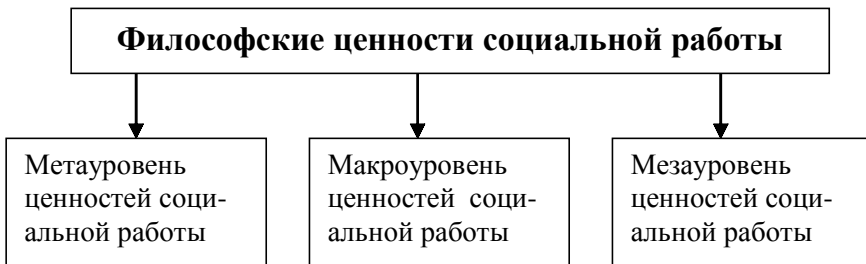 Философские ценности социальной работы
Метауровень
ценностей соци-
альной работы
Макроуровень
ценностей соци-
альной работы
Мезауровень
ценностей соци-
альной работы